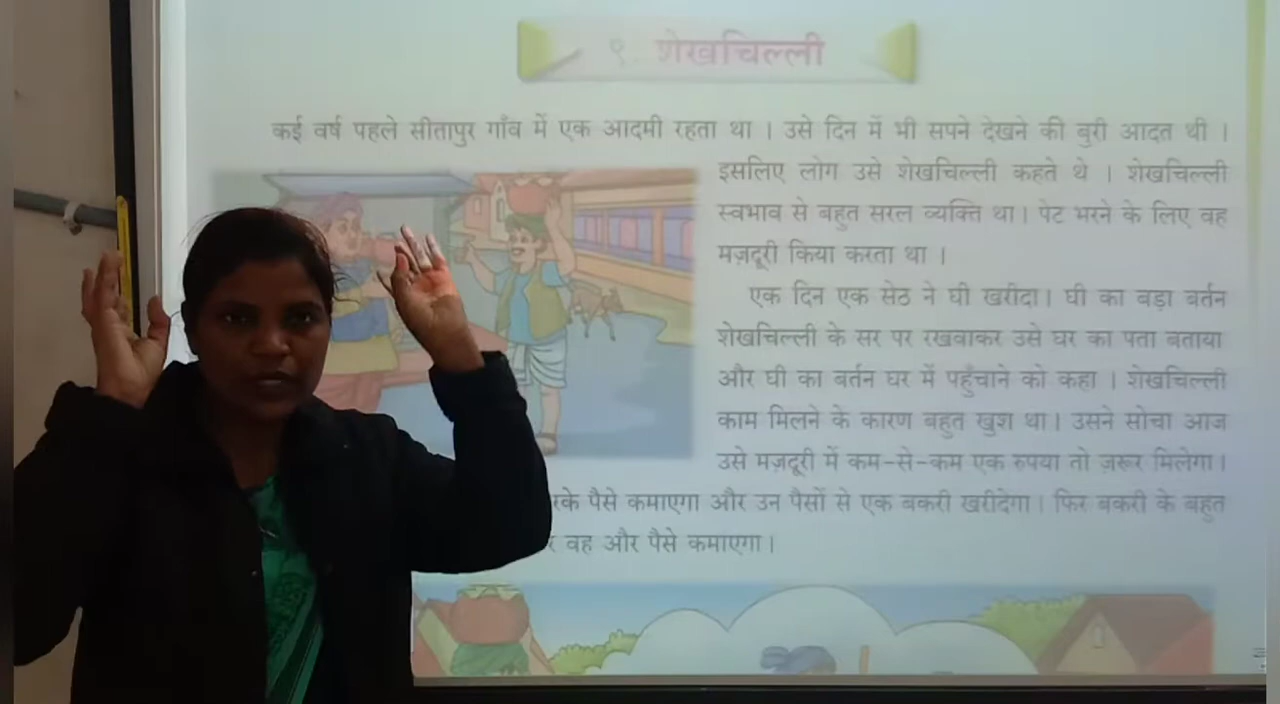 ९. शेखचिल्ली
कई वर्ष पहले सीतापुर गाँव में एक आदमी रहता था । उसे दिन में भी सपने देखने की बुरी आदत थी ।
इसलिए लोग उसे शेखचिल्ली कहते थे । शेखचिल्ली
स्वभाव से बहुत सरल व्यक्ति था। पेट भरने के लिए वह
मज़दूरी किया करता था ।
एक दिन एक सेठ ने घी खरीदा। घी का बड़ा बर्तन
शेखचिल्ली के सर पर रखवाकर उसे घर का पता बताया
और घी का बर्तन घर में पहुँचाने को कहा । शेखचिल्ली
काम मिलने के कारण बहुत खुश था। उसने सोचा आज
उसे मज़दूरी में कम-से-कम एक रुपया तो ज़रूर मिलेगा।
पैसे कमाएगा और उन पैसों से एक बकरी खरीदेगा। फिर बकरी के बहुत
वह और पैसे कमाएगा।